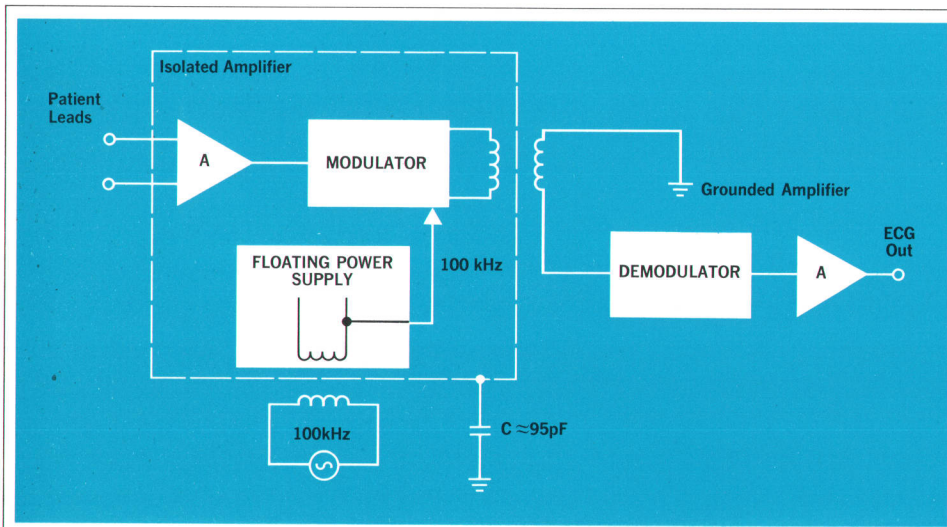 Isolated Amplifier
Patient
Leads
A
MODULATOR
Grounded Amplifier
FLOATING POWER
SUPPLY
100 kHz
DEMODULATOR
A
ECG
Out
100kHz
C ≈95pF